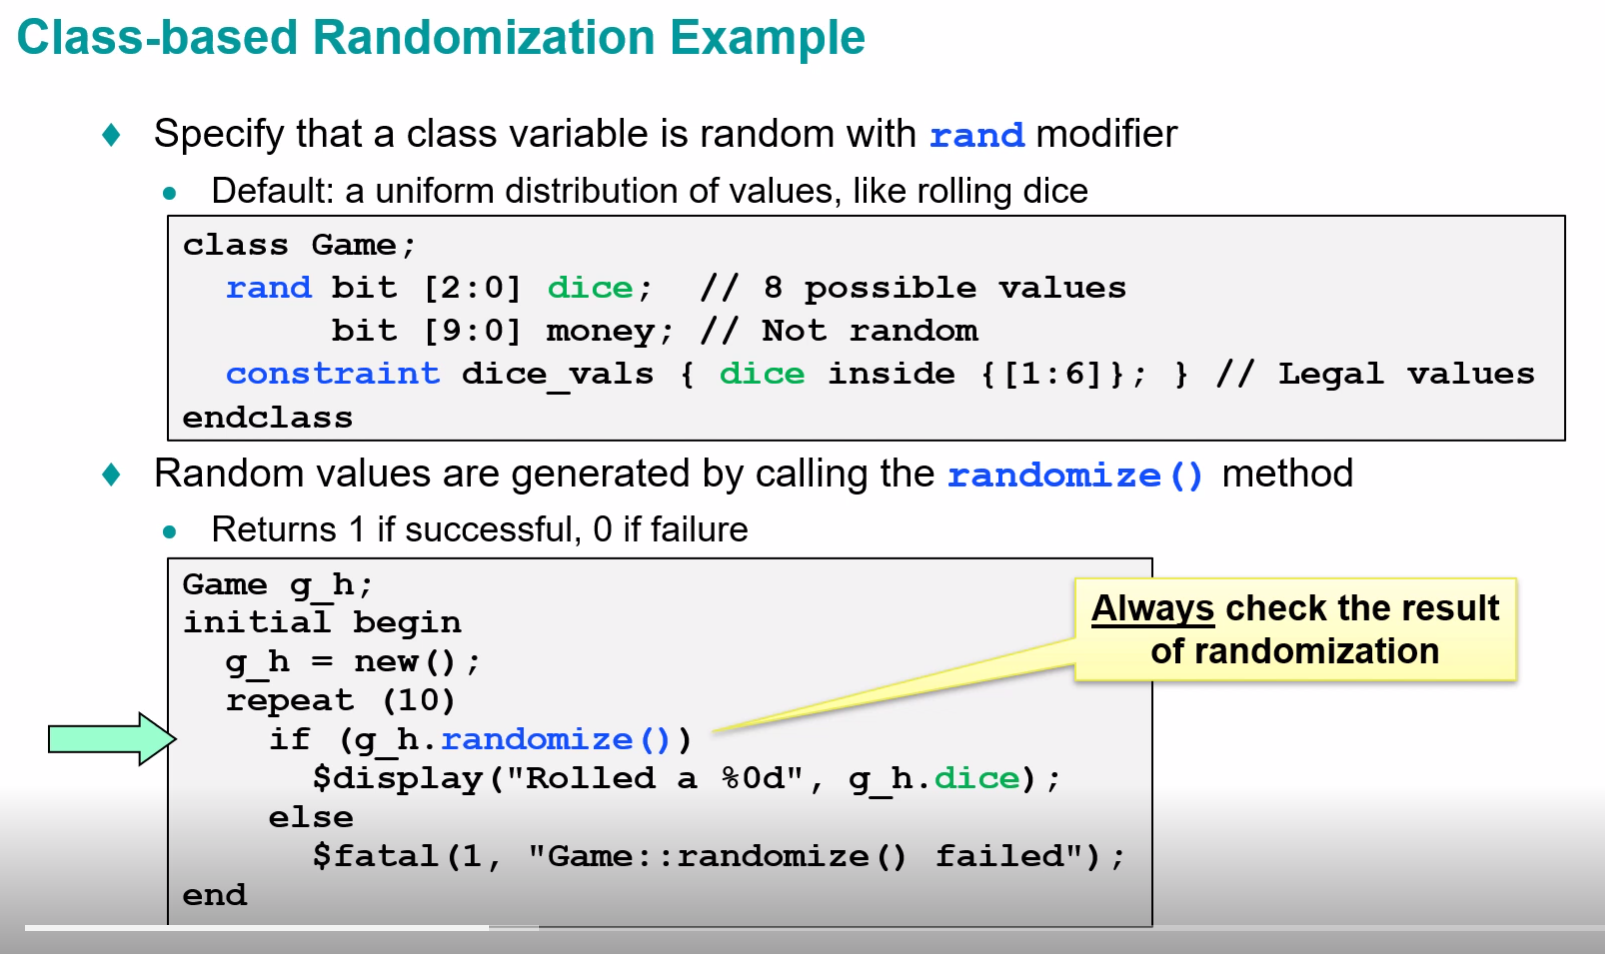 Class-based Randomization Example
Specify that a class variable is random with rand modifier
Default: a uniform distribution of values, like rolling dice
class Game;
  rand bit [2:0] dice;  // 8 possible values
       bit [9:0] money; // Not random
  constraint dice_vals { dice inside {[1:6]}; } // Legal values
endclass
Random values are generated by calling the randomize() method
Returns 1 if successful, 0 if failure
Game g_h;
initial begin
  g_h = new();
  repeat (10)
    if (g_h.randomize())
      $display("Rolled a %0d", g_h.dice);
    else
      $fatal(1, "Game::randomize() failed");
end
Always check the result
of randomization